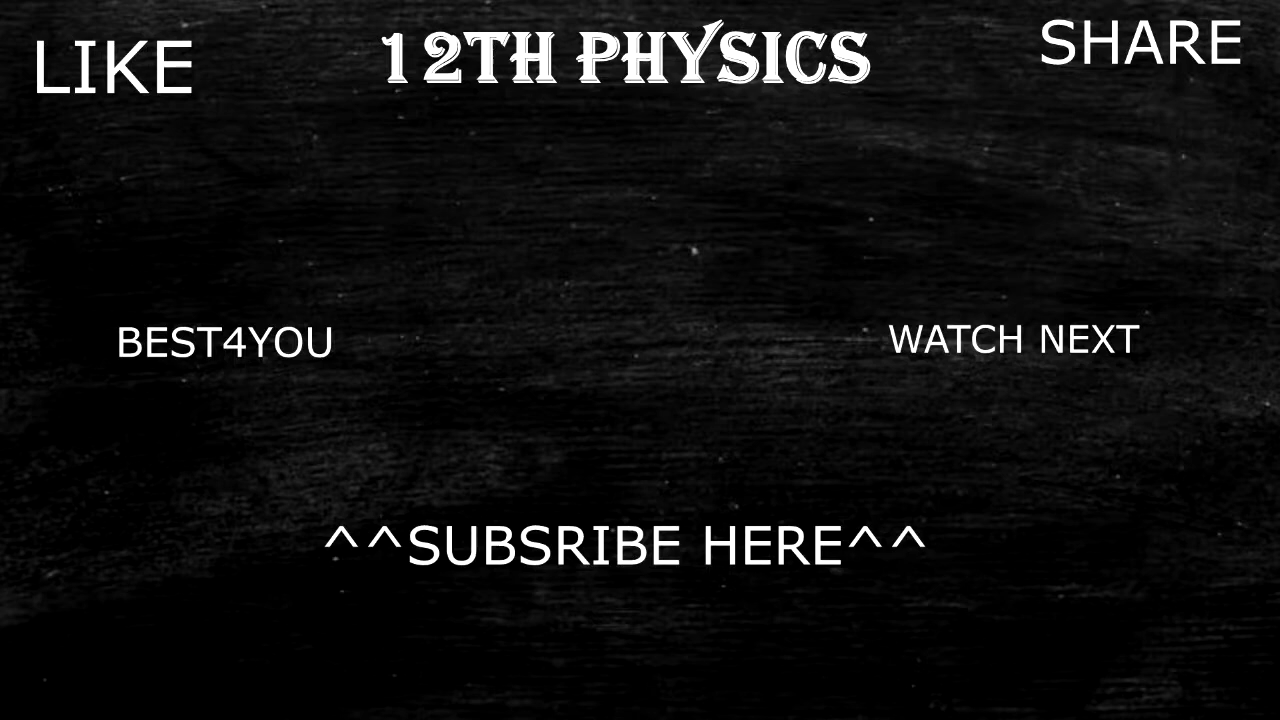 LIKE
12TH PHYSICS
SHARE
BEST4YOU
WATCH NEXT
^^SUBSRIBE HERE^^